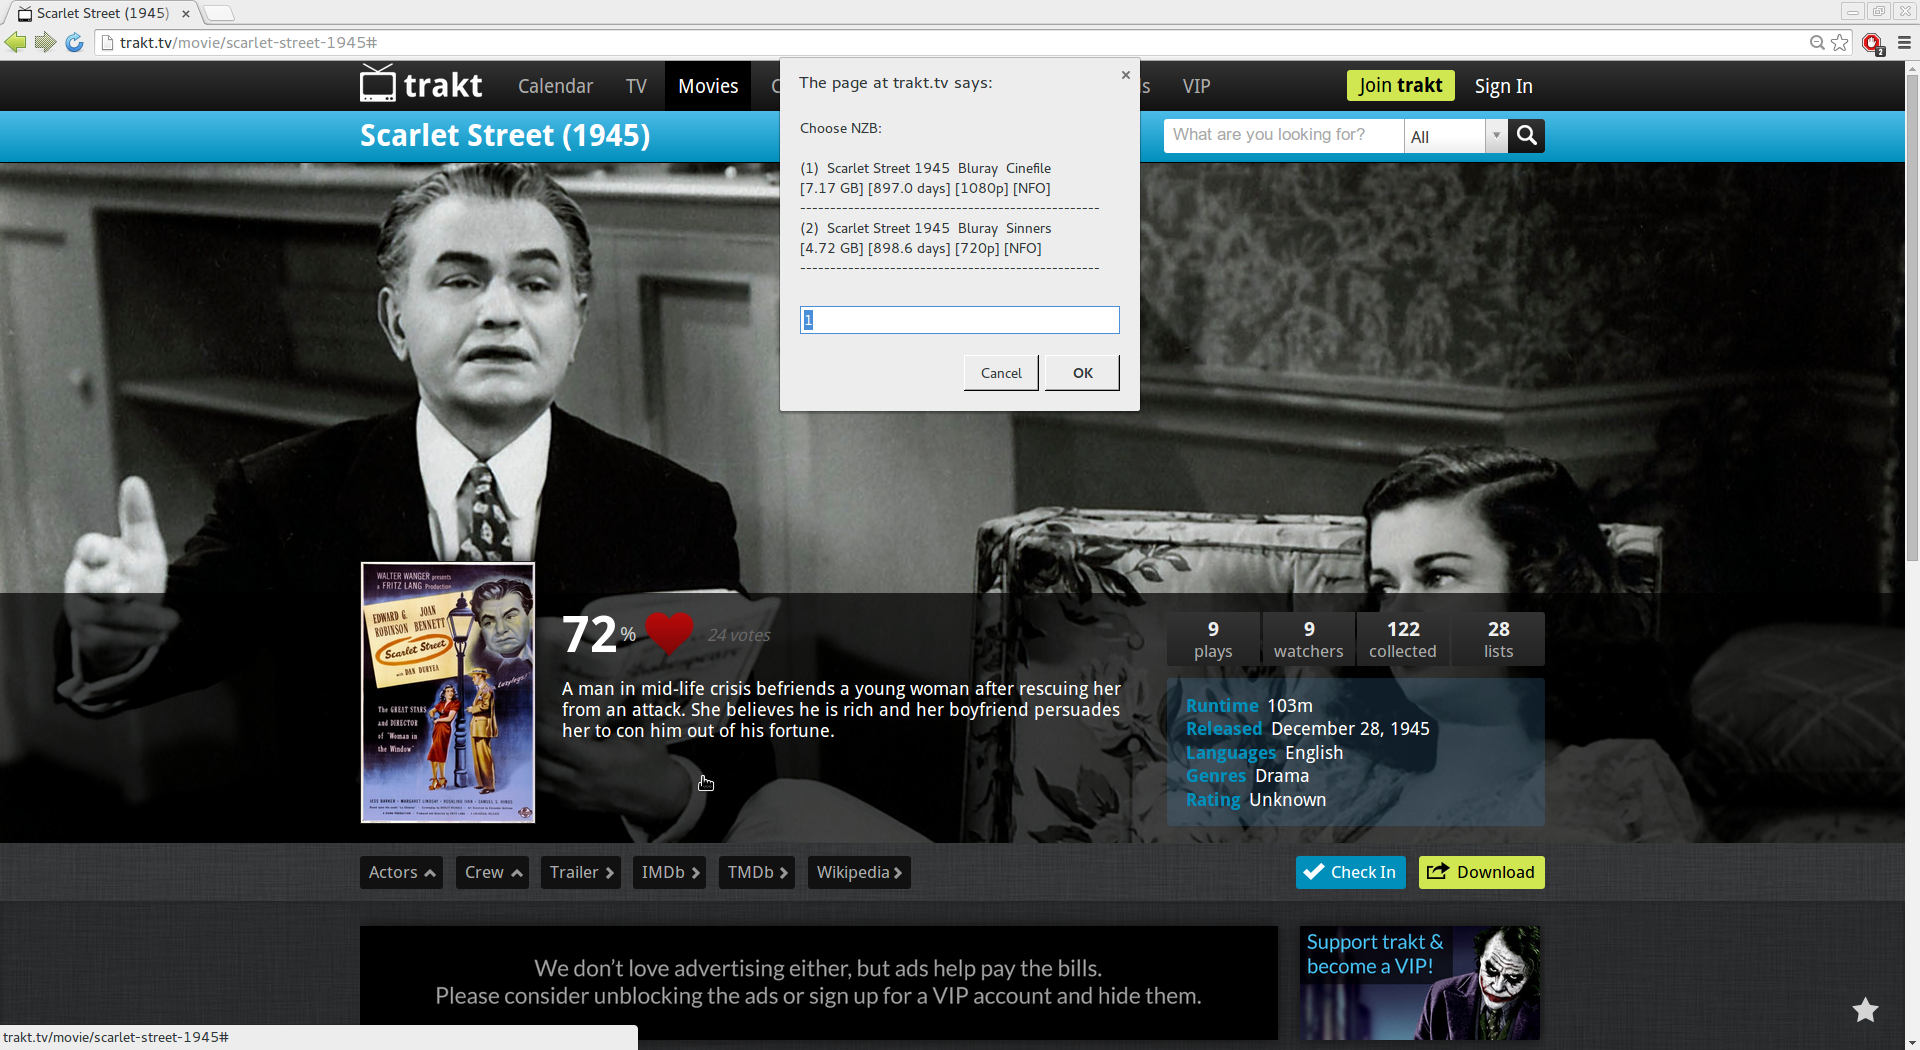 Scarlet Street (1945)
trakt.tv/movie/scarlet-street-1945#
2
trakt
Calendar
TV
Movies
VIP
Join trakt
Sign In
Scarlet Street (1945)
What are you looking for?
All
The page at trakt.tv says:
Choose NZB:
(1) Scarlet Street 1945 Bluray Cinefile
[7.17 GB] [897.0 days] [1080p] [NFO]
--------------------------------------------------
(2) Scarlet Street 1945 Bluray Sinners
[4.72 GB] [898.6 days] [720p] [NFO]
--------------------------------------------------
1
Cancel
OK
WALTER WANGER presents
a FRITZ LANG Production
EDWARD G. ROBINSON
JOAN BENNETT
Scarlet Street
with DAN DURYEA
The GREAT STARS
and DIRECTOR
of "Woman in
the Window"
72%
24 votes
A man in mid-life crisis befriends a young woman after rescuing her
from an attack. She believes he is rich and her boyfriend persuades
her to con him out of his fortune.
9
plays
9
watchers
122
collected
28
lists
Runtime 103m
Released December 28, 1945
Languages English
Genres Drama
Rating Unknown
Actors
Crew
Trailer
IMDb
TMDb
Wikipedia
Check In
Download
We don't love advertising either, but ads help pay the bills.
Please consider unblocking the ads or sign up for a VIP account and hide them.
Support trakt &
become a VIP!
trakt.tv/movie/scarlet-street-1945#